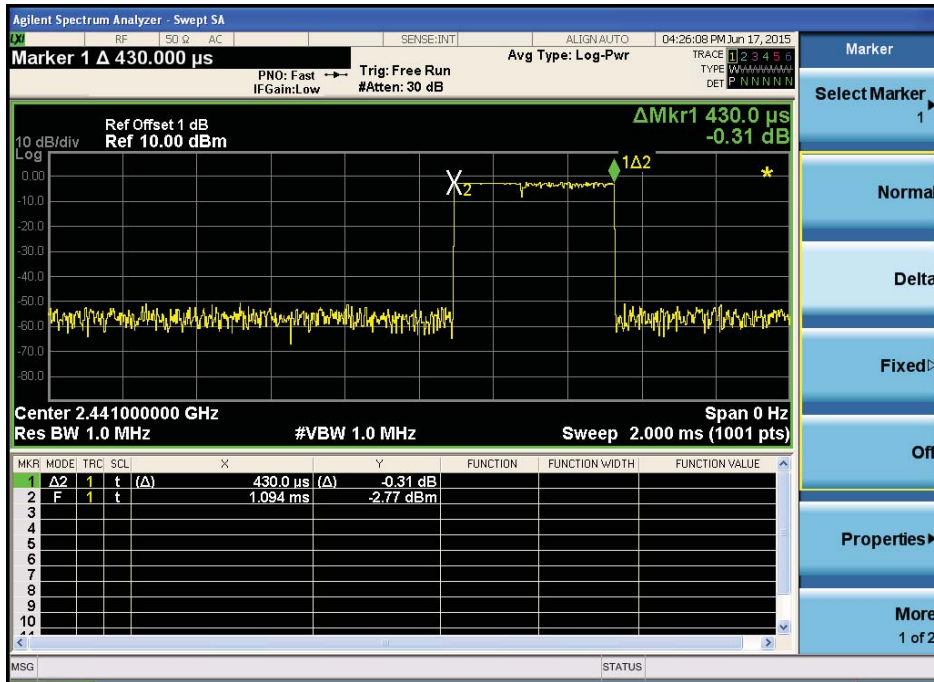 Agilent Spectrum Analyzer - Swept SA
LXI RF 50 Ω AC SENSE:INT ALIGN AUTO 04:26:08 PM Jun 17, 2015
Marker 1 Δ 430.000 µs
PNO: Fast
IFGain:Low
Trig: Free Run
#Atten: 30 dB
Avg Type: Log-Pwr
TRACE 1 2 3 4 5 6
TYPE W
DET P N N N N N
Marker
Select Marker
1
Normal
Delta
Fixed
Off
Properties
More
1 of 2
ΔMkr1 430.0 µs
-0.31 dB
Ref Offset 1 dB
10 dB/div Ref 10.00 dBm
Log
0.00
-10.0
-20.0
-30.0
-40.0
-50.0
-60.0
-70.0
-80.0
2
1Δ2
*
Center 2.441000000 GHz Span 0 Hz
Res BW 1.0 MHz #VBW 1.0 MHz Sweep 2.000 ms (1001 pts)
MKR MODE TRC SCL X Y FUNCTION FUNCTION WIDTH FUNCTION VALUE
1 Δ2 1 t (Δ) 430.0 µs (Δ) -0.31 dB
2 F 1 t 1.094 ms -2.77 dBm
3
4
5
6
7
8
9
10
11
MSG STATUS